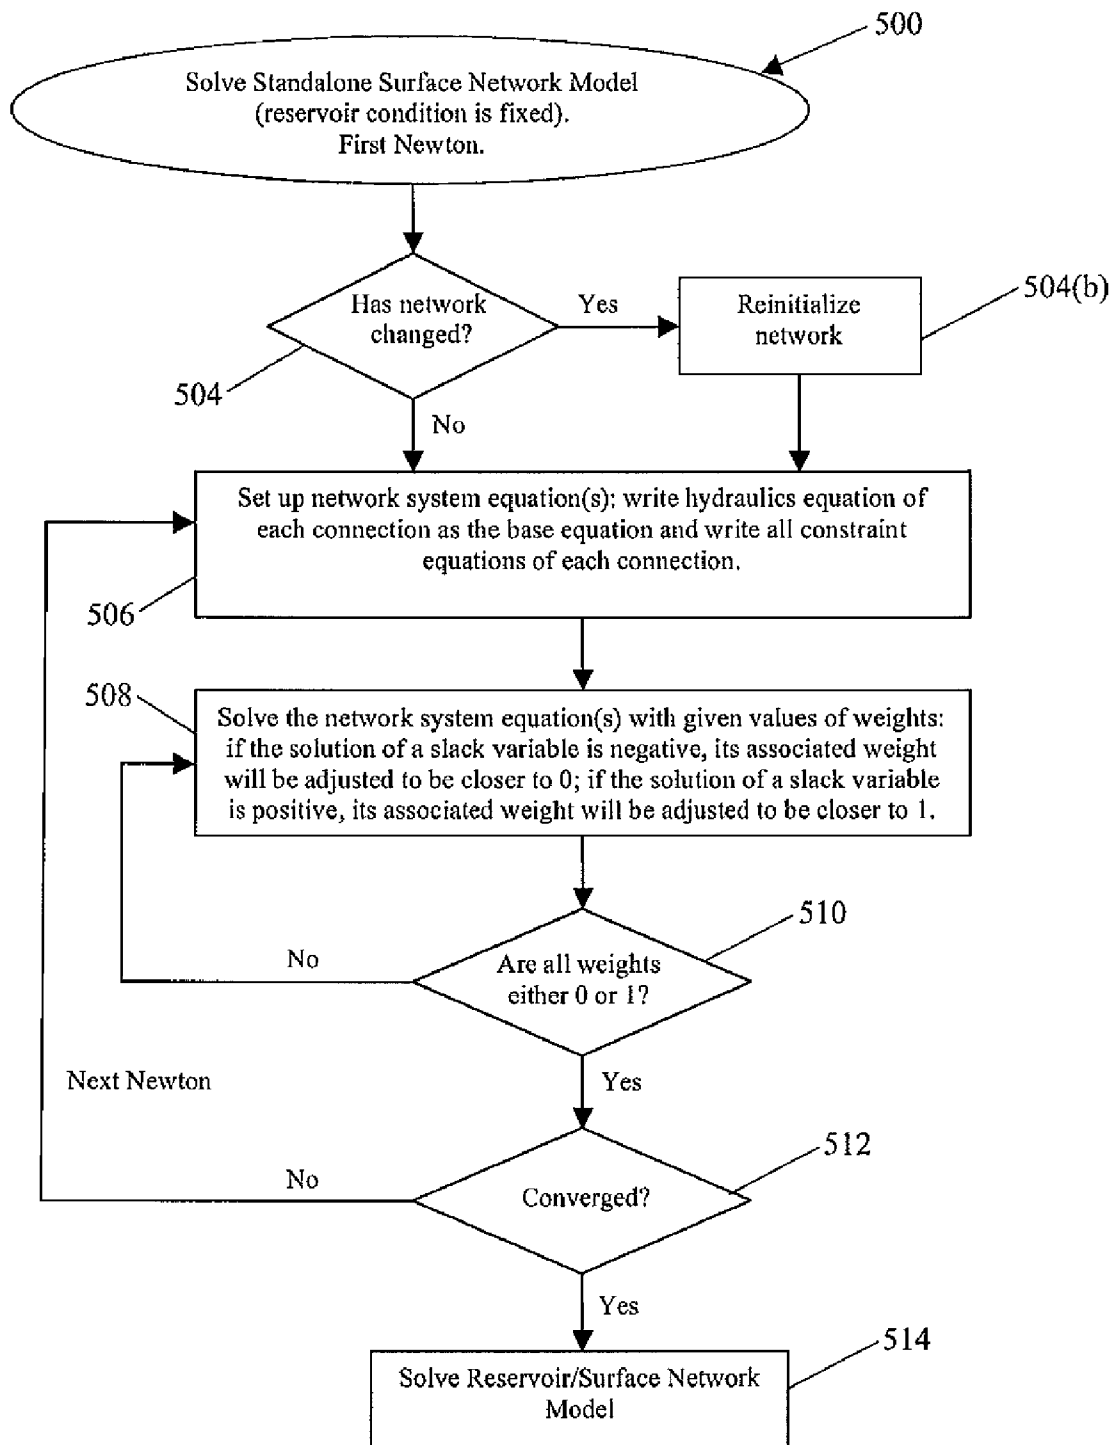 500
Solve Standalone Surface Network Model
(reservoir condition is fixed).
First Newton.
Has network
changed?
504
Yes
Reinitialize
network
504(b)
No
Set up network system equation(s): write hydraulics equation of
each connection as the base equation and write all constraint
equations of each connection.
506
508
Solve the network system equation(s) with given values of weights:
if the solution of a slack variable is negative, its associated weight
will be adjusted to be closer to 0; if the solution of a slack variable
is positive, its associated weight will be adjusted to be closer to 1.
510
Are all weights
either 0 or 1?
No
Yes
Next Newton
512
Converged?
No
Yes
514
Solve Reservoir/Surface Network
Model